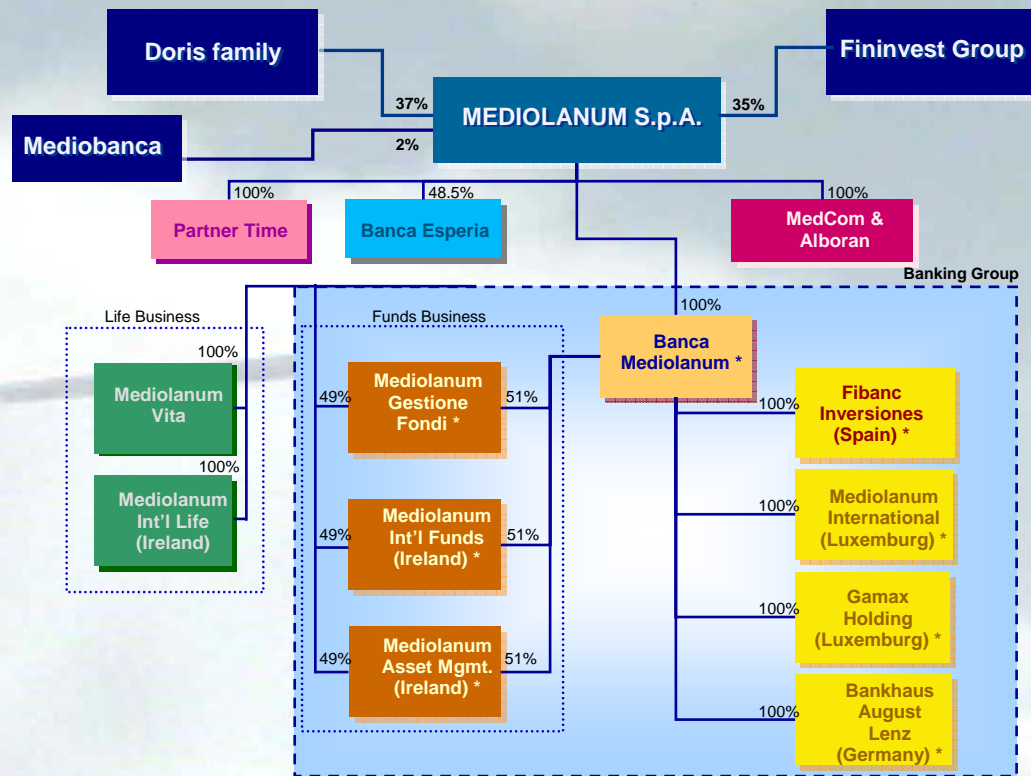 Doris family
Fininvest Group
37%
MEDIOLANUM S.p.A.
35%
Mediobanca
2%
100%
48.5%
100%
Partner Time
Banca Esperia
MedCom &
Alboran
Banking Group
100%
Life Business
Funds Business
100%
Mediolanum
Vita
100%
Mediolanum
Int'l Life
(Ireland)
49%
Mediolanum
Gestione
Fondi *
51%
49%
Mediolanum
Int'l Funds
(Ireland) *
51%
49%
Mediolanum
Asset Mgmt.
(Ireland) *
51%
Banca
Mediolanum *
100%
Fibanc
Inversiones
(Spain) *
100%
Mediolanum
International
(Luxemburg) *
100%
Gamax
Holding
(Luxemburg) *
100%
Bankhaus
August
Lenz
(Germany) *